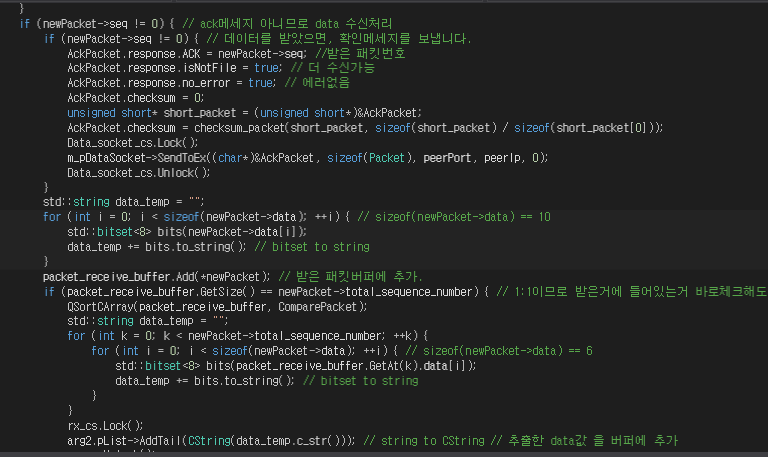 }
if (newPacket->seq != 0) { // ack메세지 아니므로 data 수신처리
if (newPacket->seq != 0) { // 데이터를 받았으면, 확인메세지를 보냅니다.
AckPacket.response.ACK = newPacket->seq; //받은 패킷번호
AckPacket.response.isNotFile = true; // 더 수신가능
AckPacket.response.no_error = true; // 에러없음
AckPacket.checksum = 0;
unsigned short* short_packet = (unsigned short*)&AckPacket;
AckPacket.checksum = checksum_packet(short_packet, sizeof(short_packet) / sizeof(short_packet[0]));
Data_socket_cs.Lock();
m_pDataSocket->SendToEx((char*)&AckPacket, sizeof(Packet), peerPort, peerIp, 0);
Data_socket_cs.Unlock();
}
std::string data_temp = "";
for (int i = 0; i < sizeof(newPacket->data); ++i) { // sizeof(newPacket->data) == 10
std::bitset<8> bits(newPacket->data[i]);
data_temp += bits.to_string(); // bitset to string
}
packet_receive_buffer.Add(*newPacket); // 받은 패킷버퍼에 추가.
if (packet_receive_buffer.GetSize() == newPacket->total_sequence_number) { // 1:1이므로 받은거에 들어있는거 바로체크해도
QSortCArray(packet_receive_buffer, ComparePacket);
std::string data_temp = "";
for (int k = 0; k < newPacket->total_sequence_number; ++k) {
for (int i = 0; i < sizeof(newPacket->data); ++i) { // sizeof(newPacket->data) == 6
std::bitset<8> bits(packet_receive_buffer.GetAt(k).data[i]);
data_temp += bits.to_string(); // bitset to string
}
}
rx_cs.Lock();
arg2.pList->AddTail(CString(data_temp.c_str())); // string to CString // 추출한 data값 을 버퍼에 추가